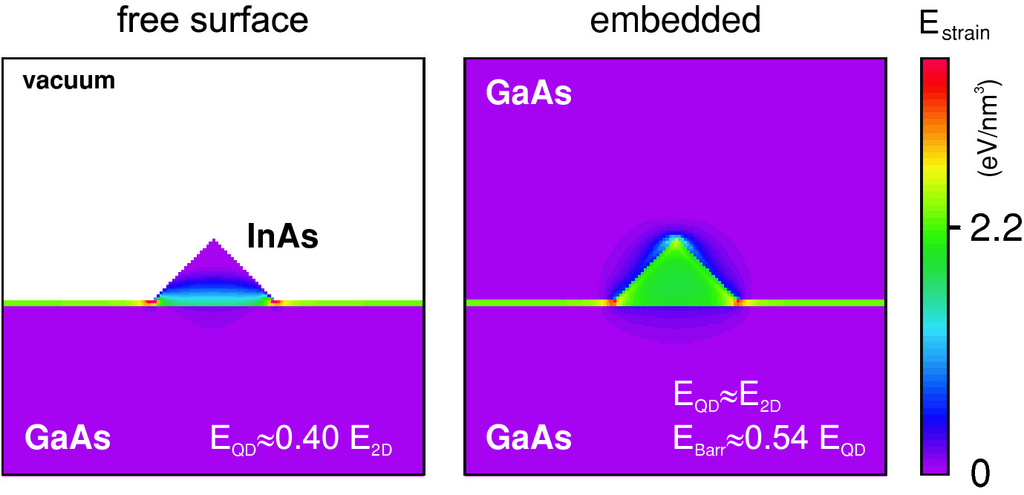 free surface
embedded
E strain
(eV/nm³)
2.2
0
vacuum
InAs
GaAs
E_QD≈0.40 E_2D
GaAs
E_QD≈E_2D
GaAs
E_Barr≈0.54 E_QD